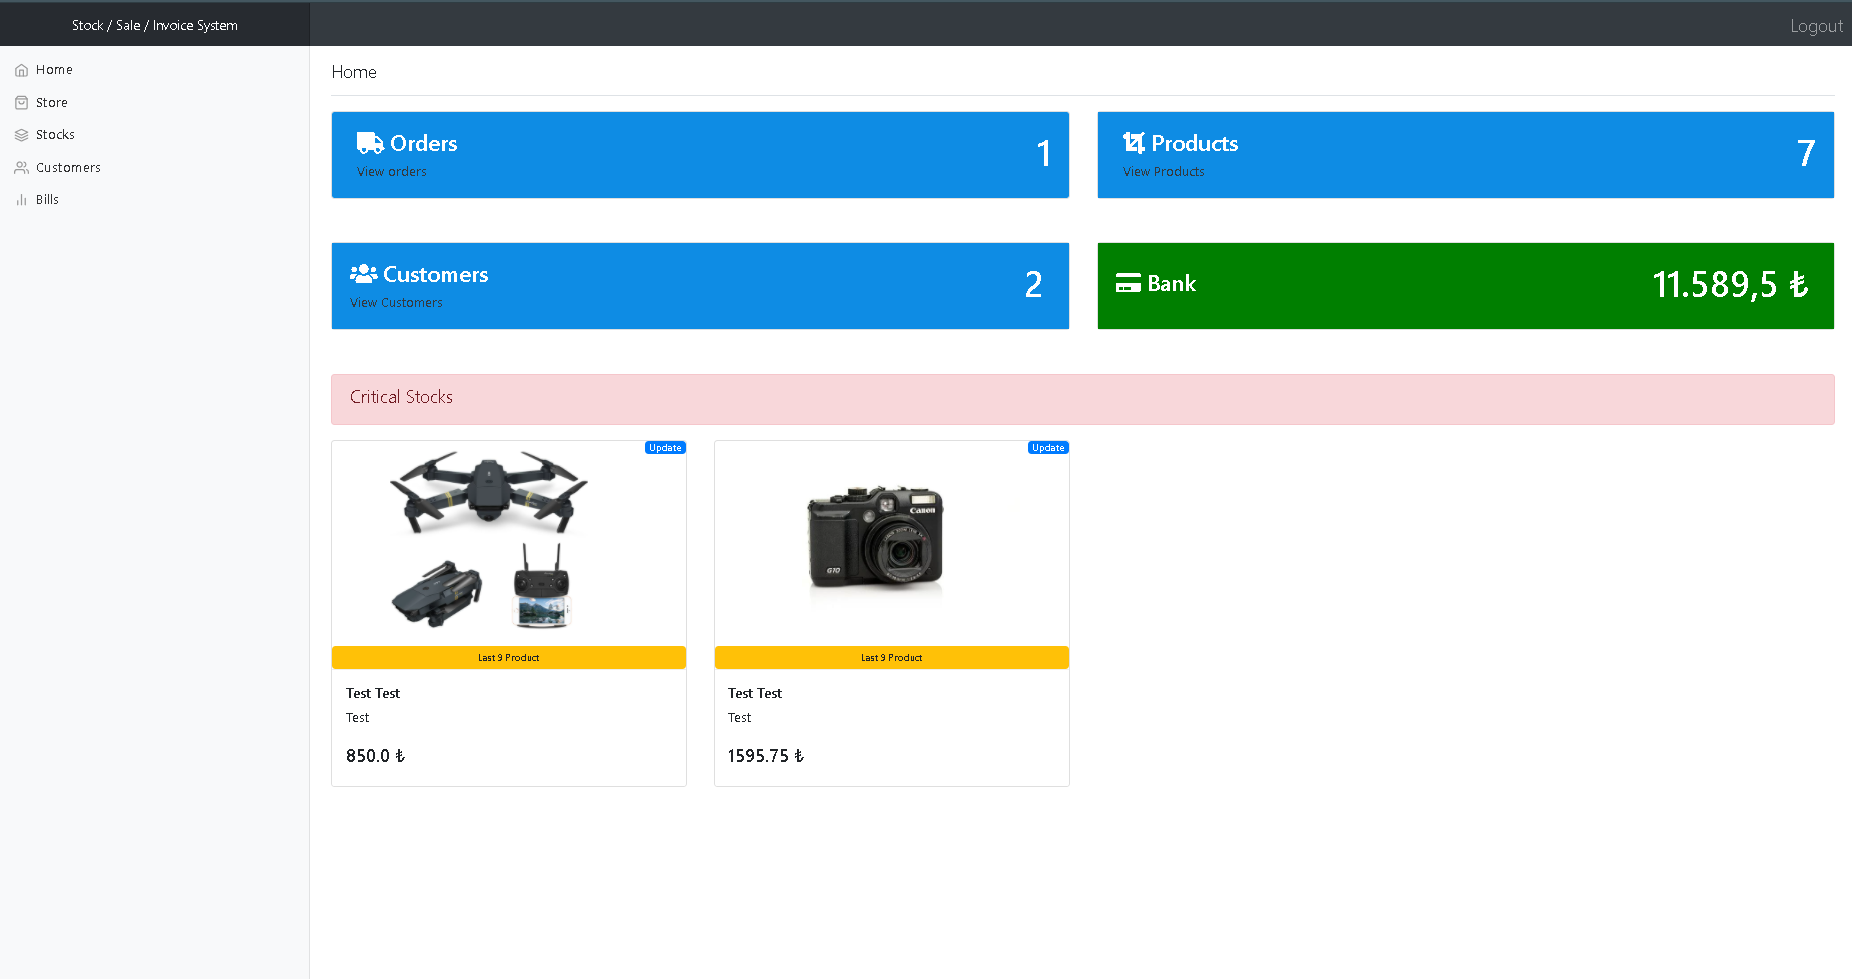 Stock / Sale / Invoice System
Logout
Home
Store
Stocks
Customers
Bills
Home
Orders
View orders
1
Products
View Products
7
Customers
View Customers
2
Bank
11.589,5 ₺
Critical Stocks
Update
Last 9 Product
Test Test
Test
850.0 ₺
Update
Canon
G10
Last 9 Product
Test Test
Test
1595.75 ₺